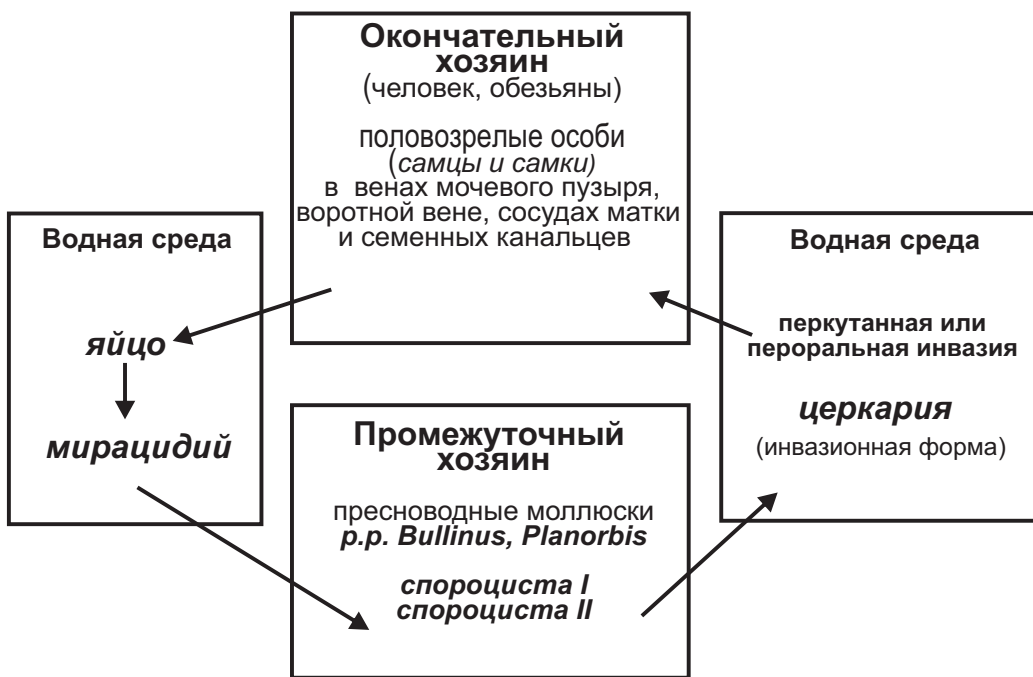 Окончательный
хозяин
(человек, обезьяны)
половозрелые особи
(самцы и самки)
в венах мочевого пузыря,
воротной вене, сосудах матки
и семенных канальцев
Водная среда
яйцо
мирацидий
Промежуточный
хозяин
пресноводные моллюски
р.р. Bullinus, Planorbis
спороциста I
спороциста II
Водная среда
перкутанная или
пероральная инвазия
церкария
(инвазионная форма)